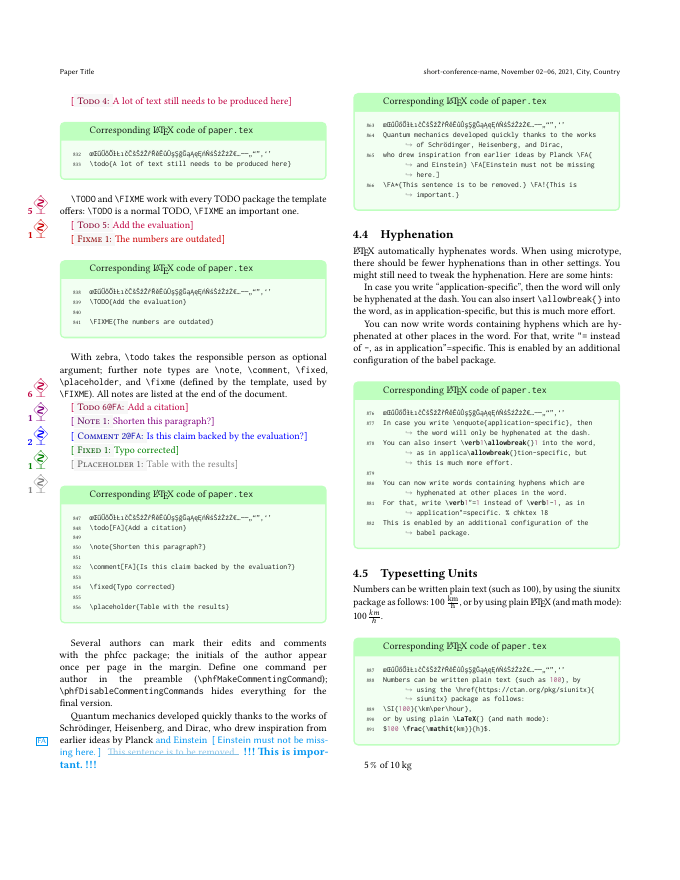 Paper Title
short-conference-name, November 02–06, 2021, City, Country
[ Todo 4: A lot of text still needs to be produced here]
Corresponding LATEX code of paper.tex
832
833 \todo{A lot of text still needs to be produced here}
\TODO and \FIXME work with every TODO package the template
offers: \TODO is a normal TODO, \FIXME an important one.
5 [ Todo 5: Add the evaluation]
1 [ Fixme 1: The numbers are outdated]
Corresponding LATEX code of paper.tex
838
839 \TODO{Add the evaluation}
840
841 \FIXME{The numbers are outdated}
With zebra, \todo takes the responsible person as optional
argument; further note types are \note, \comment, \fixed,
\placeholder, and \fixme (defined by the template, used by
\FIXME). All notes are listed at the end of the document.
6 [ Todo 6@FA: Add a citation]
1 [ Note 1: Shorten this paragraph?]
2 [ Comment 2@FA: Is this claim backed by the evaluation?]
1 [ Fixed 1: Typo corrected]
1 [ Placeholder 1: Table with the results]
Corresponding LATEX code of paper.tex
847
848 \todo[FA]{Add a citation}
849
850 \note{Shorten this paragraph?}
851
852 \comment[FA]{Is this claim backed by the evaluation?}
853
854 \fixed{Typo corrected}
855
856 \placeholder{Table with the results}
Several authors can mark their edits and comments
with the phfcc package; the initials of the author appear
once per page in the margin. Define one command per
author in the preamble (\phfMakeCommentingCommand);
\phfDisableCommentingCommands hides everything for the
final version.
Quantum mechanics developed quickly thanks to the works of
Schrödinger, Heisenberg, and Dirac, who drew inspiration from
FA earlier ideas by Planck and Einstein [ Einstein must not be miss-
ing here. ] This sentence is to be removed. !!! This is impor-
tant. !!!
Corresponding LATEX code of paper.tex
863
864 Quantum mechanics developed quickly thanks to the works
↪ of Schrödinger, Heisenberg, and Dirac,
865 who drew inspiration from earlier ideas by Planck \FA{
↪ and Einstein} \FA[Einstein must not be missing
↪ here.]
866 \FA*{This sentence is to be removed.} \FA!{This is
↪ important.}
4.4 Hyphenation
LATEX automatically hyphenates words. When using microtype,
there should be fewer hyphenations than in other settings. You
might still need to tweak the hyphenation. Here are some hints:
In case you write “application-specific”, then the word will only
be hyphenated at the dash. You can also insert \allowbreak{} into
the word, as in application-specific, but this is much more effort.
You can now write words containing hyphens which are hy-
phenated at other places in the word. For that, write "= instead
of -, as in application"=specific. This is enabled by an additional
configuration of the babel package.
Corresponding LATEX code of paper.tex
876
877 In case you write \enquote{application-specific}, then
↪ the word will only be hyphenated at the dash.
878 You can also insert \verb1\allowbreak{}1 into the word,
↪ as in applica\allowbreak{}tion-specific, but
↪ this is much more effort.
879
880 You can now write words containing hyphens which are
↪ hyphenated at other places in the word.
881 For that, write \verb1"=1 instead of \verb1-1, as in
↪ application"=specific. % chktex 18
882 This is enabled by an additional configuration of the
↪ babel package.
4.5 Typesetting Units
Numbers can be written plain text (such as 100), by using the siunitx
package as follows: 100 km/h, or by using plain LATEX (and math mode):
100 km/h.
Corresponding LATEX code of paper.tex
887
888 Numbers can be written plain text (such as 100), by
↪ using the \href{https://ctan.org/pkg/siunitx}{
↪ siunitx} package as follows:
889 \SI{100}{\km\per\hour},
890 or by using plain \LaTeX{} (and math mode):
891 $100 \frac{\mathit{km}}{h}$.
5 % of 10 kg